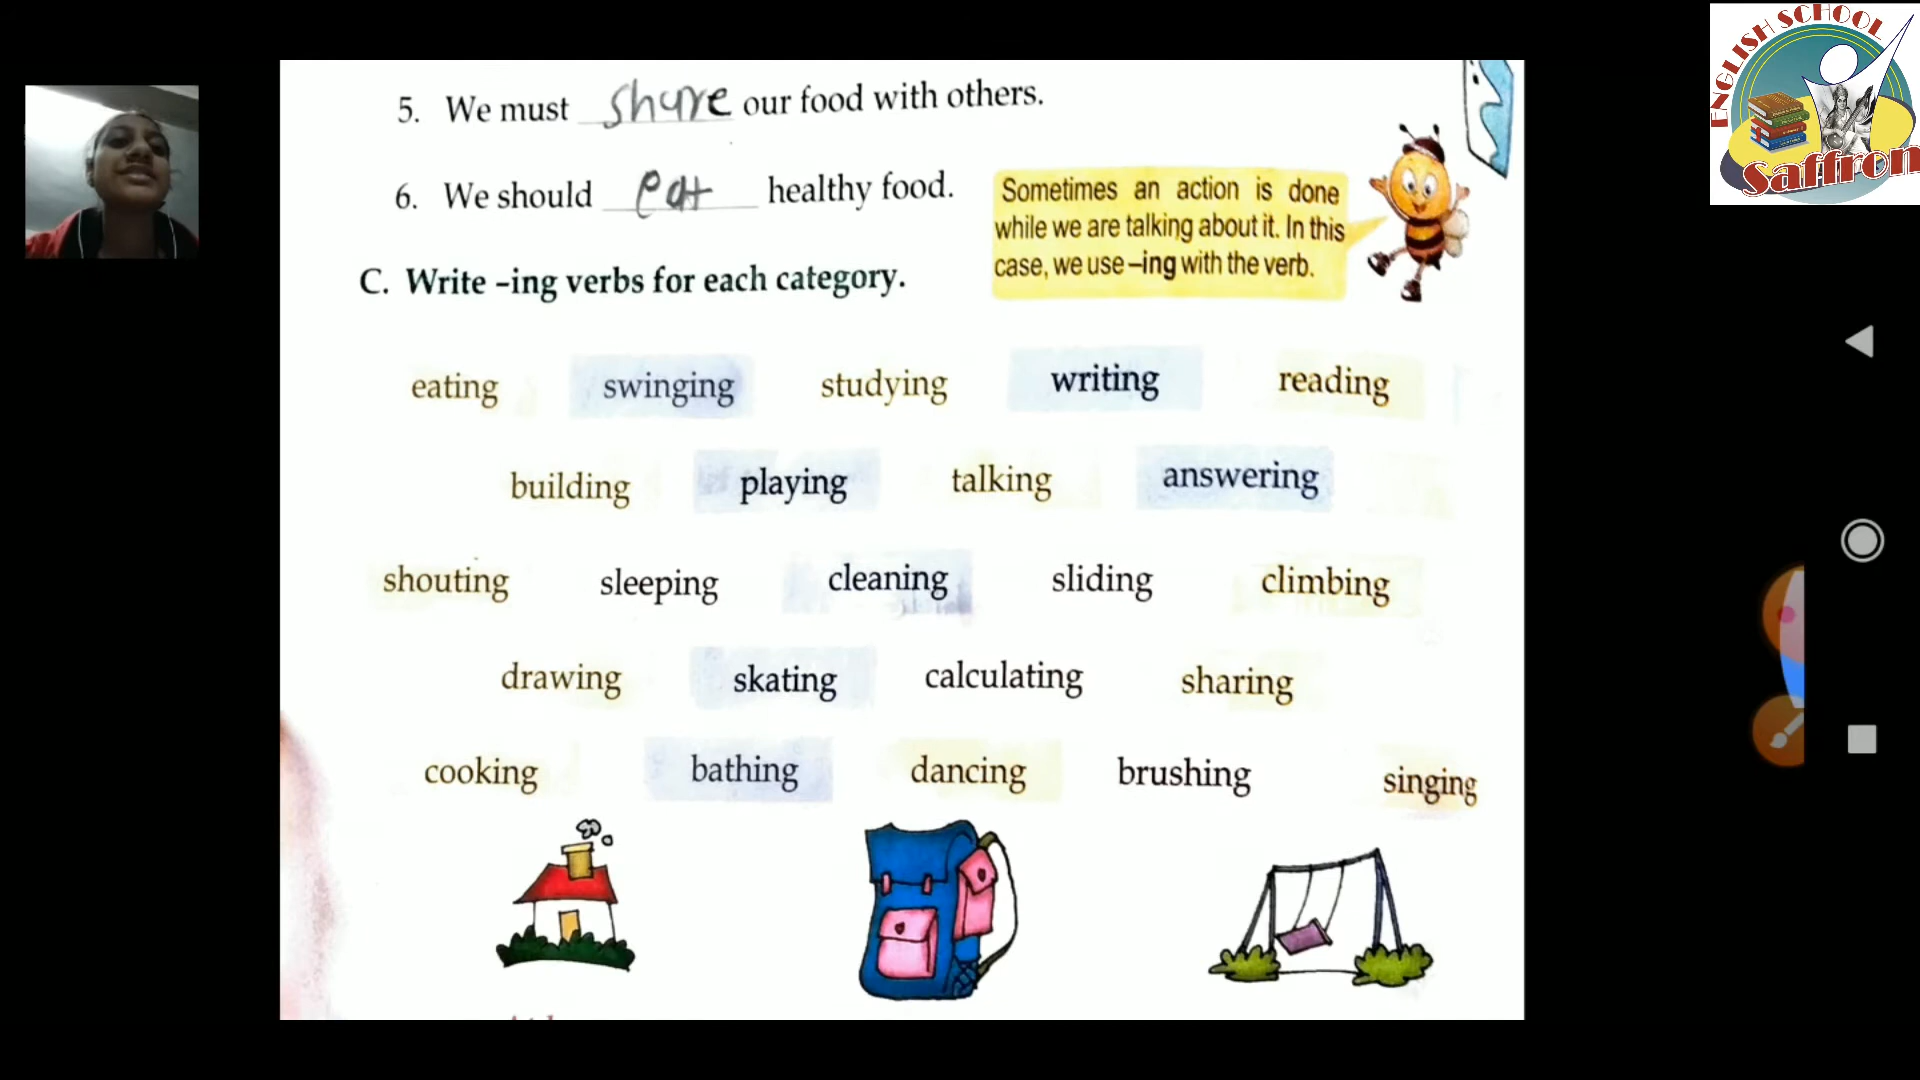 ENGLISH SCHOOL
Saffron
5. We must share our food with others.
6. We should eat healthy food.
Sometimes an action is done
while we are talking about it. In this
case, we use –ing with the verb.
C. Write –ing verbs for each category.
eating swinging studying writing reading
building playing talking answering
shouting sleeping cleaning sliding climbing
drawing skating calculating sharing
cooking bathing dancing brushing singing